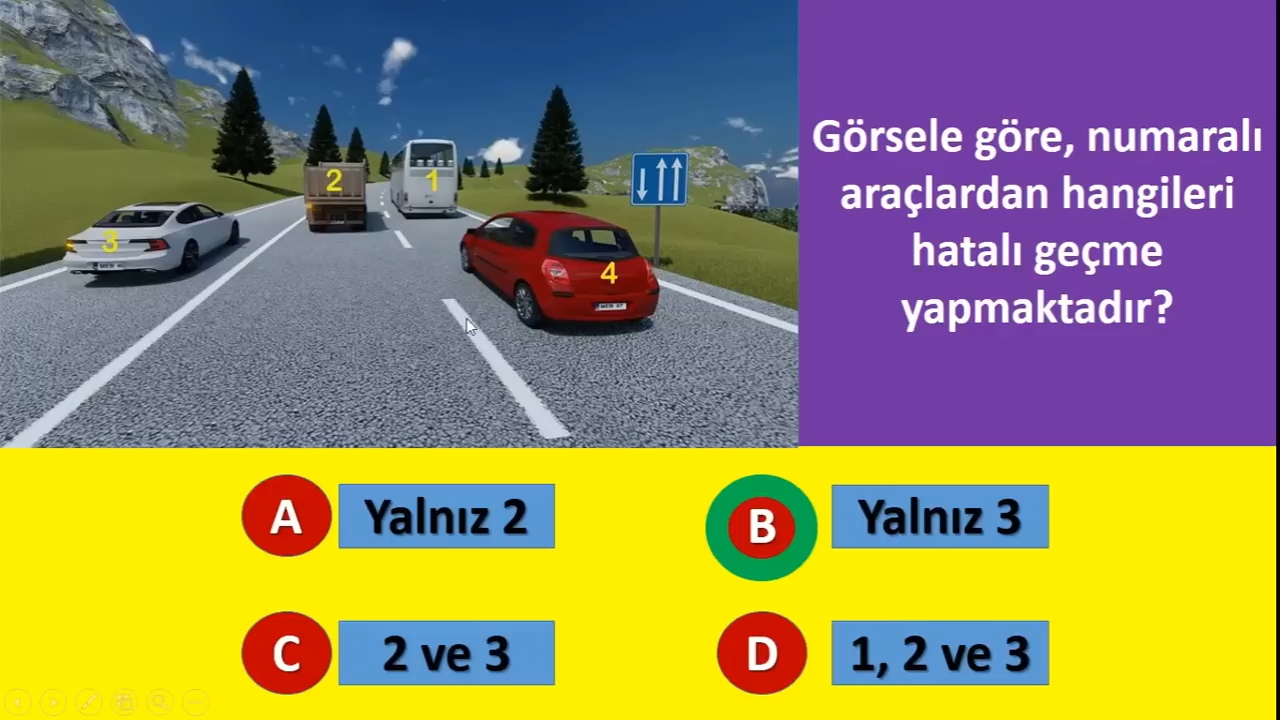 2
1
3
4
Görsele göre, numaralı
araçlardan hangileri
hatalı geçme
yapmaktadır?
A Yalnız 2
B Yalnız 3
C 2 ve 3
D 1, 2 ve 3